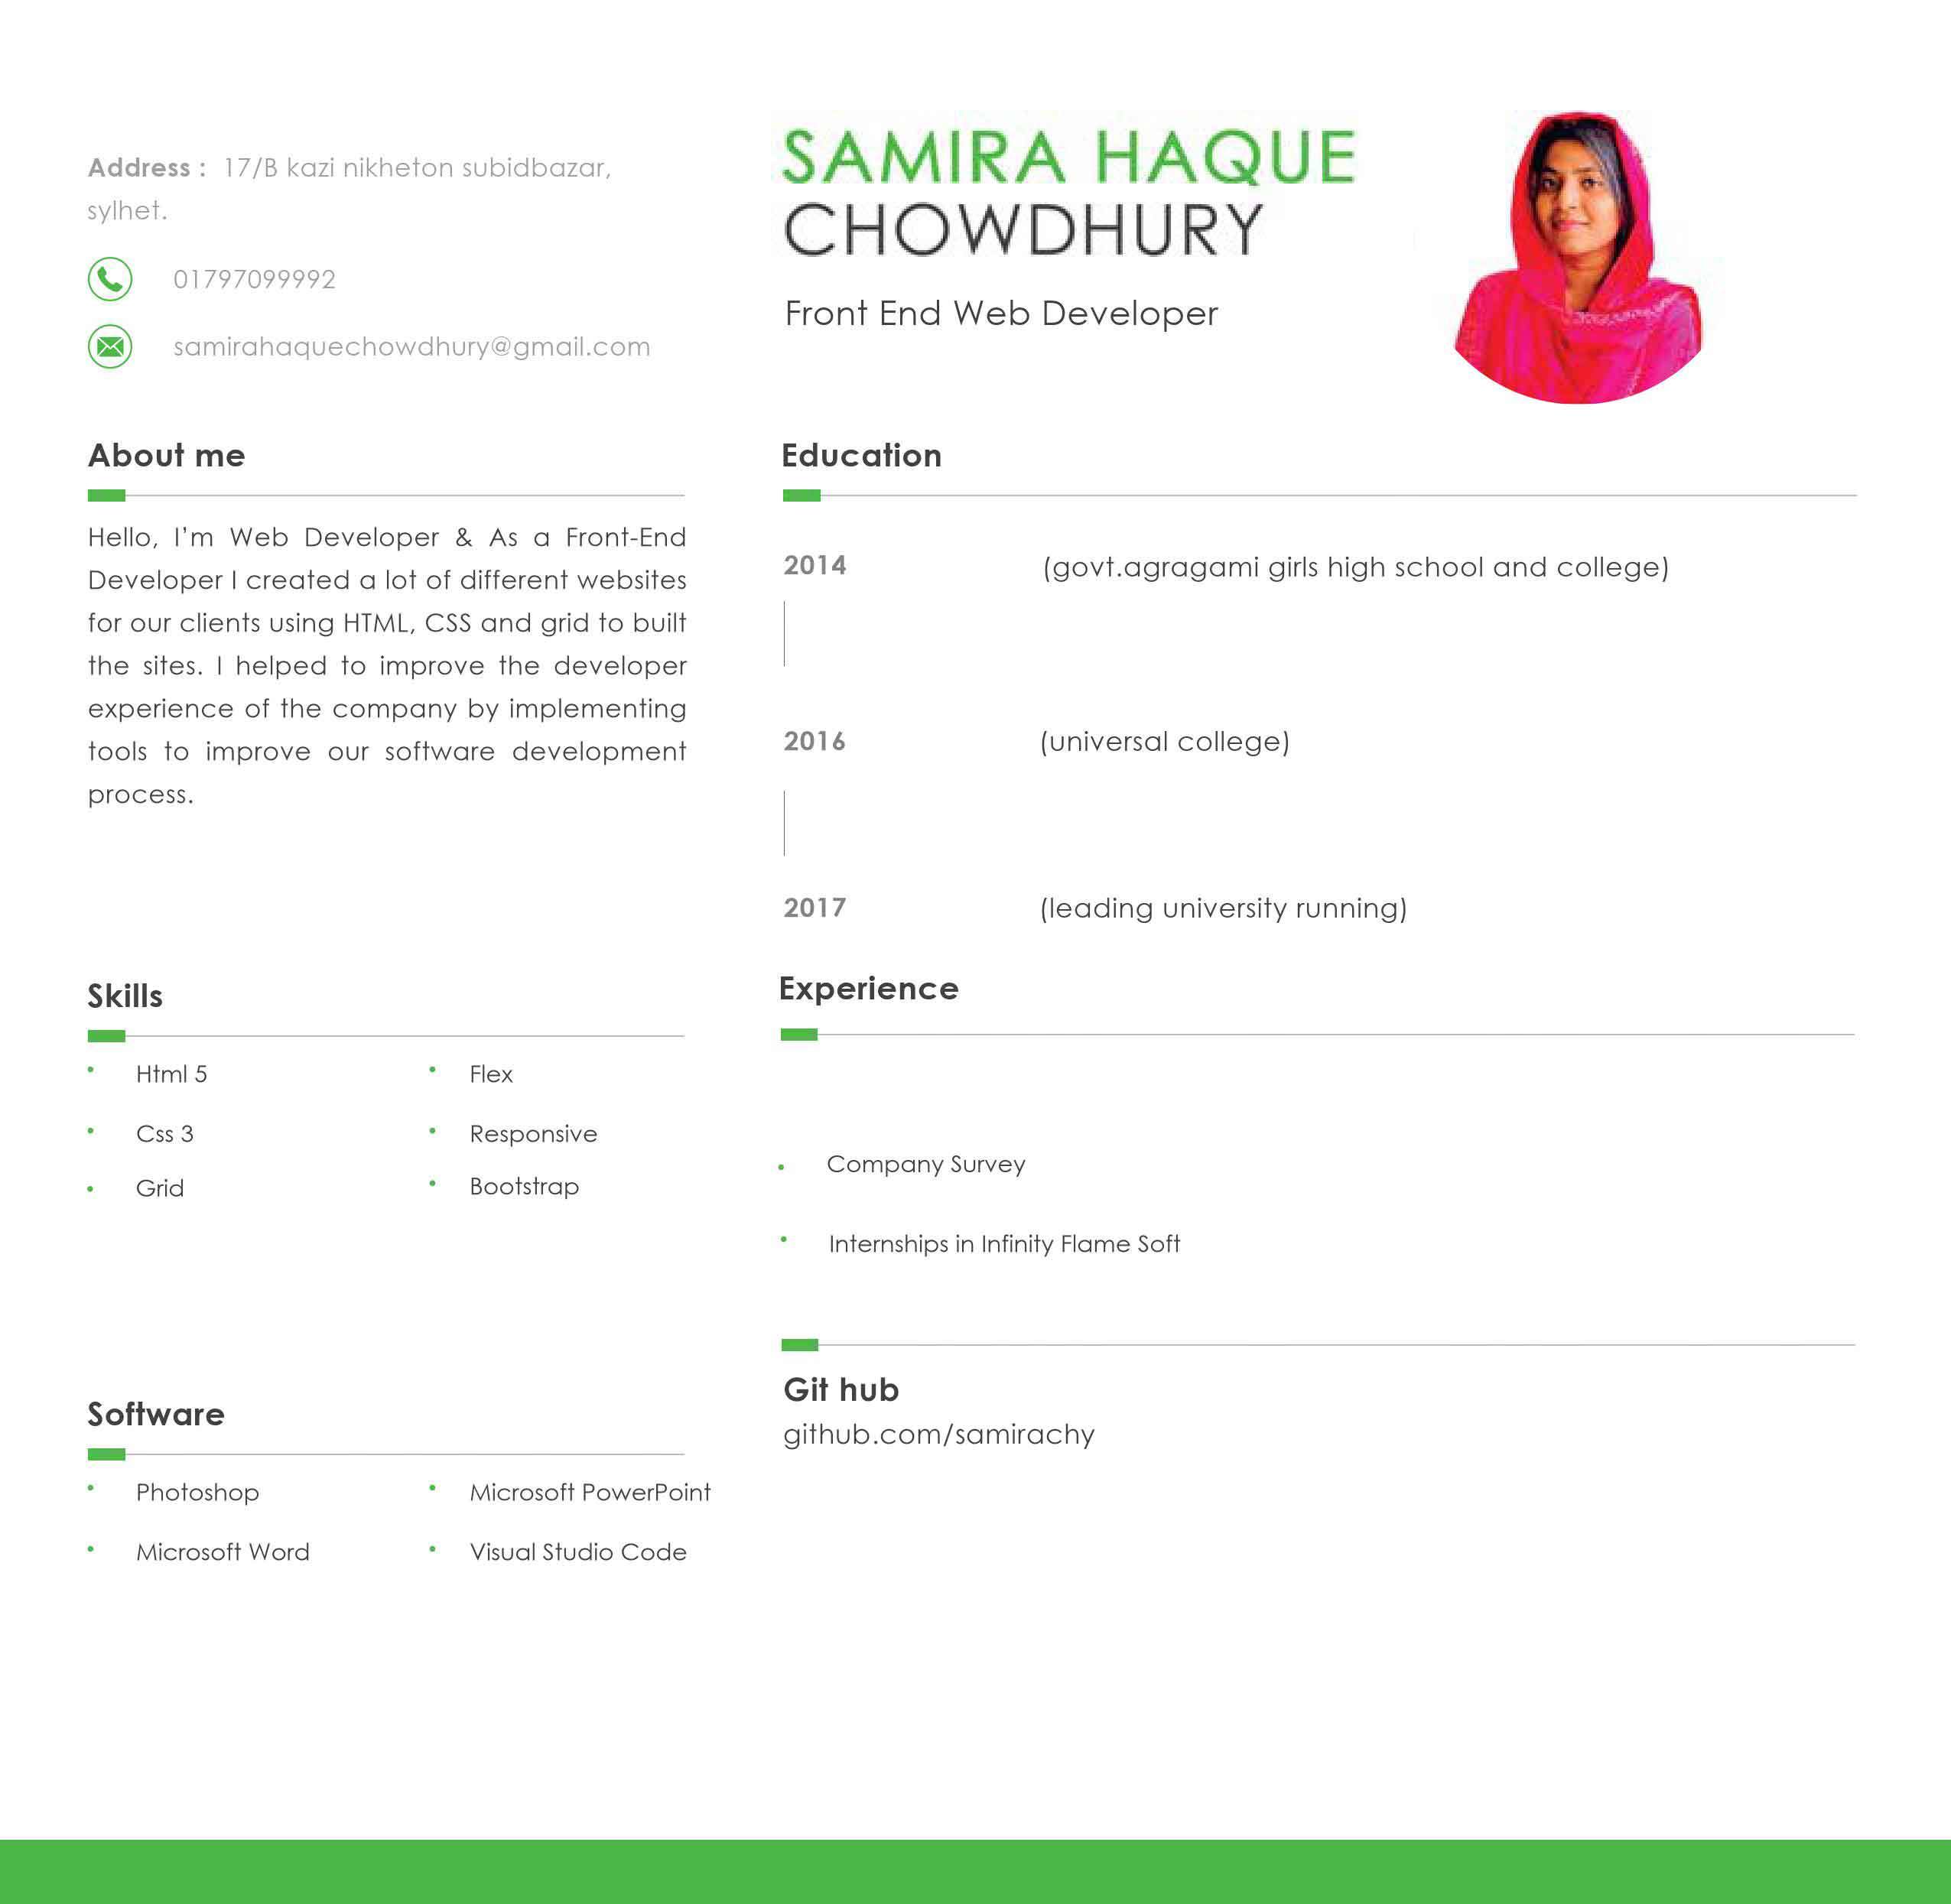 Address : 17/B kazi nikheton subidbazar,
sylhet.
01797099992
samirahaquechowdhury@gmail.com
SAMIRA HAQUE
CHOWDHURY
Front End Web Developer
About me
Hello, I’m Web Developer & As a Front-End
Developer I created a lot of different websites
for our clients using HTML, CSS and grid to built
the sites. I helped to improve the developer
experience of the company by implementing
tools to improve our software development
process.
Skills
Html 5
Css 3
Grid
Flex
Responsive
Bootstrap
Software
Photoshop
Microsoft Word
Microsoft PowerPoint
Visual Studio Code
Education
2014 (govt.agragami girls high school and college)
2016 (universal college)
2017 (leading university running)
Experience
Company Survey
Internships in Infinity Flame Soft
Git hub
github.com/samirachy